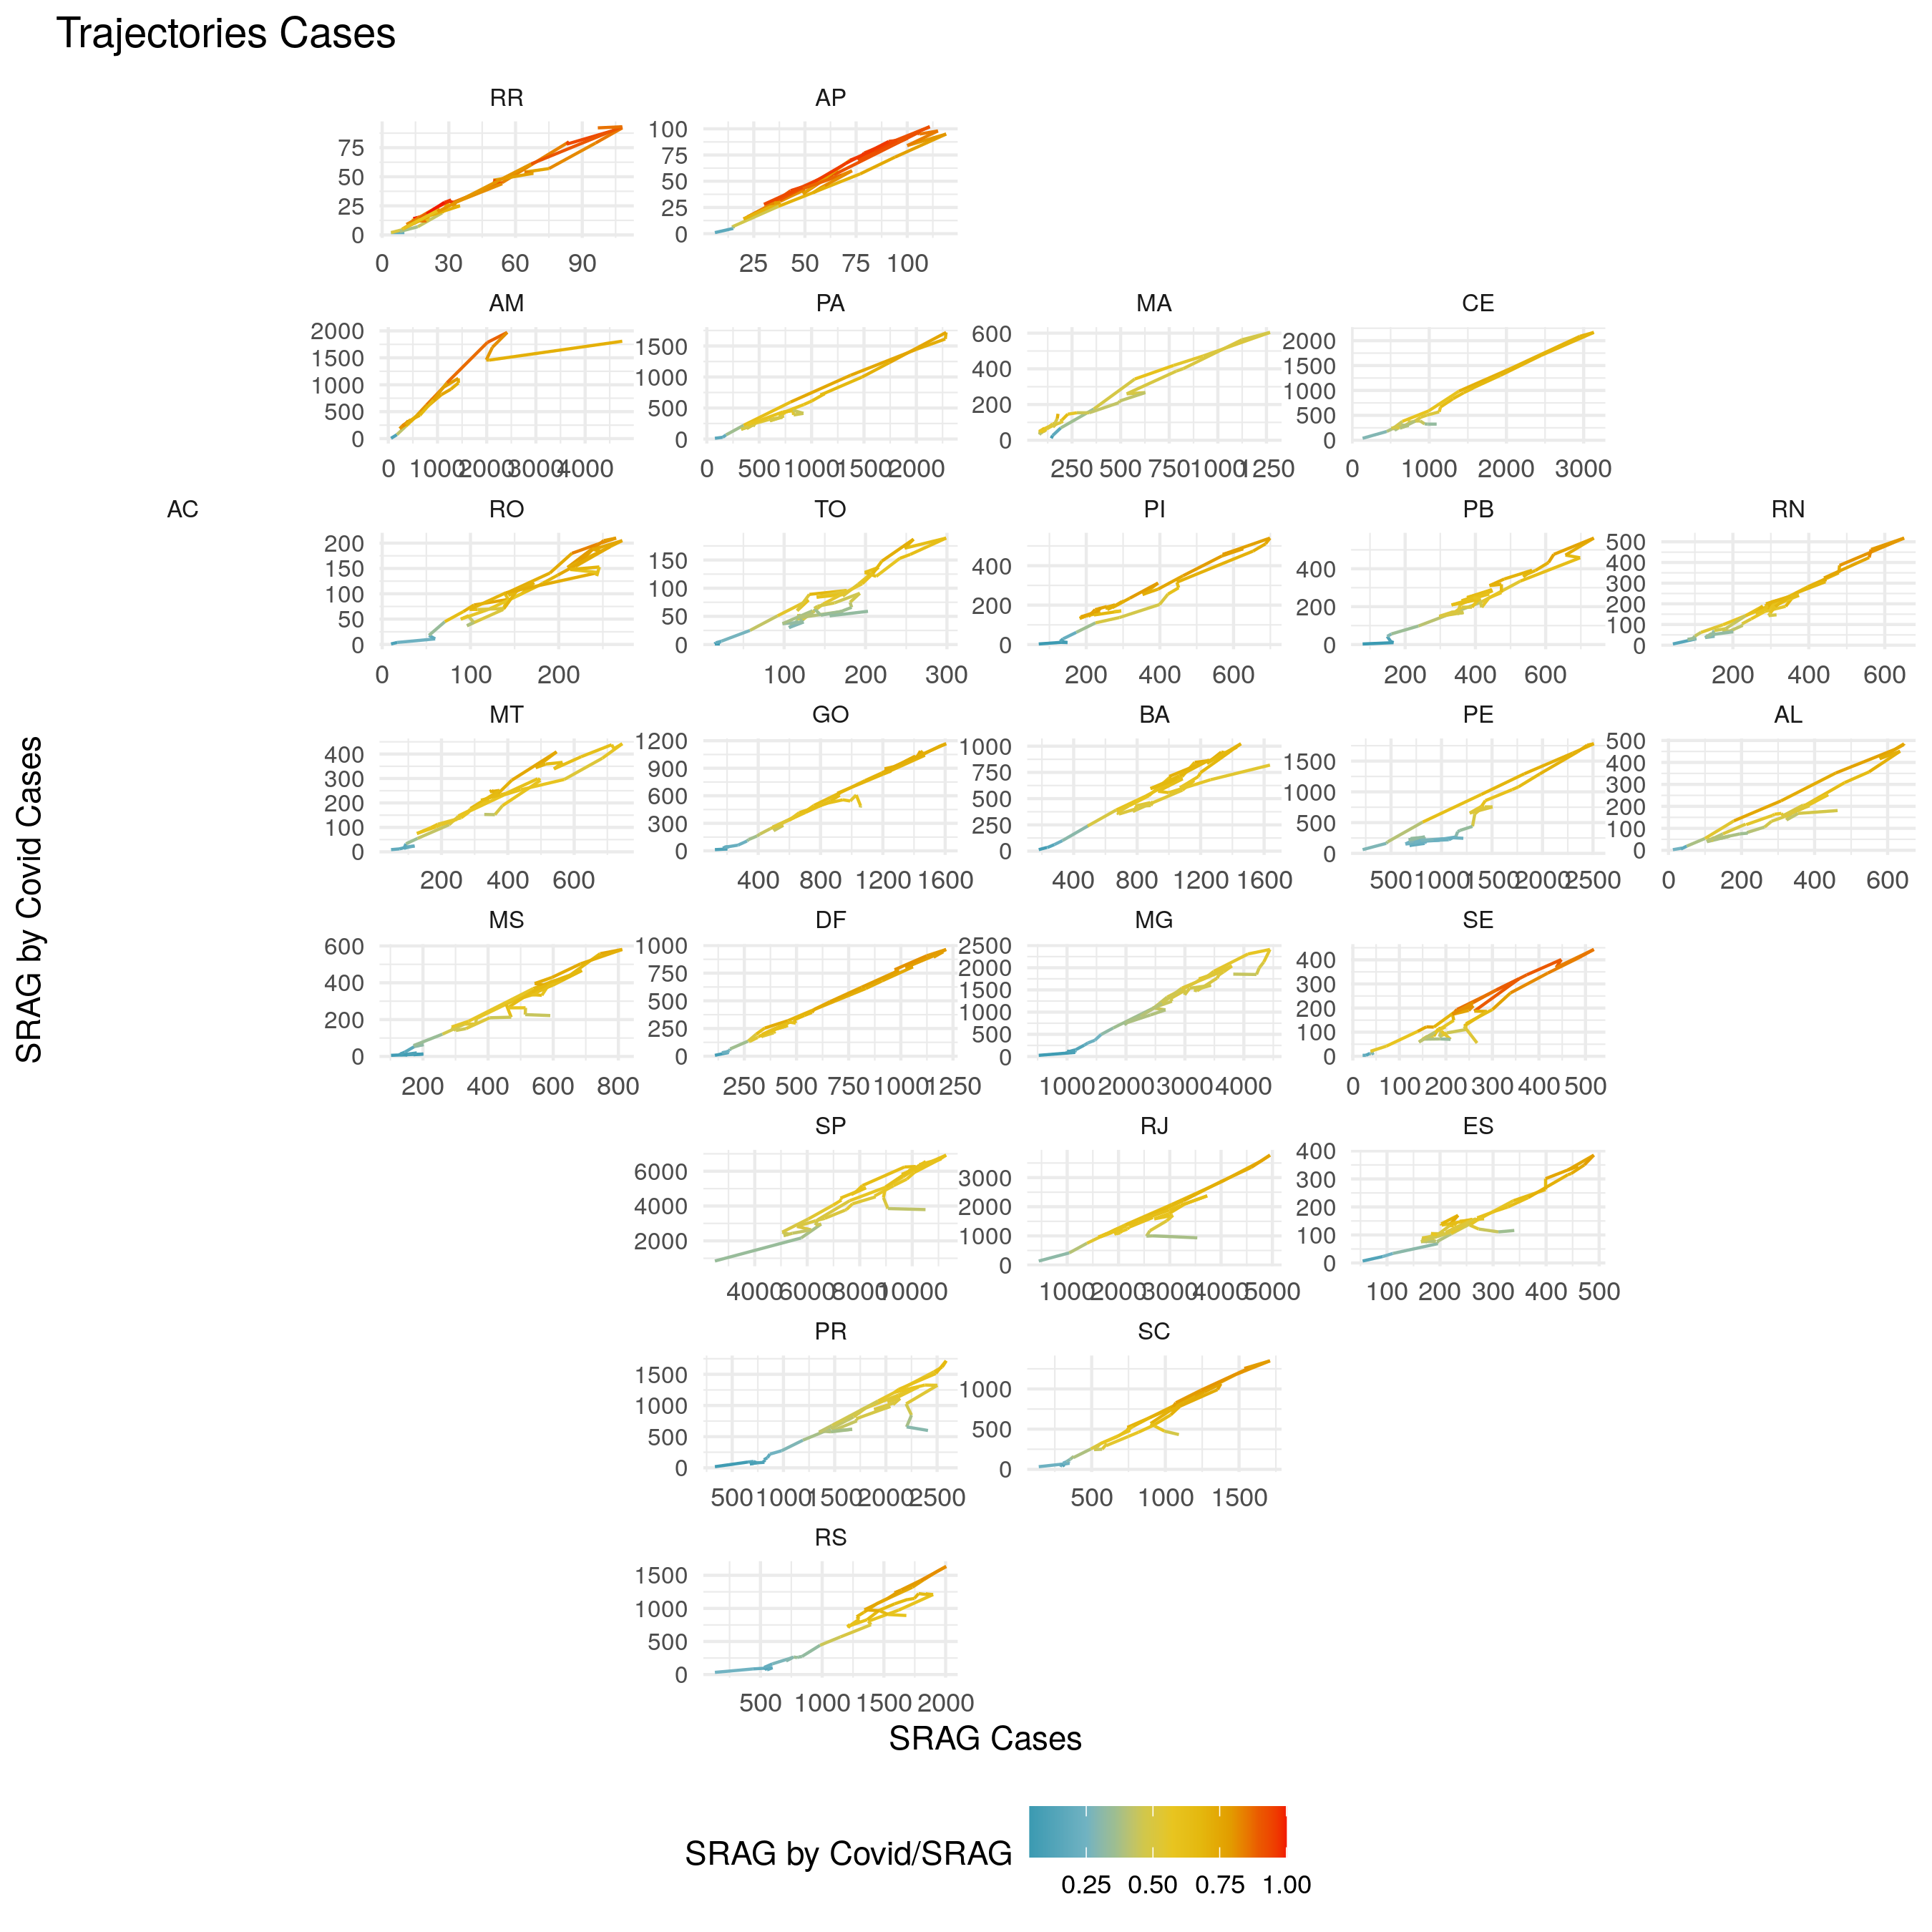 Trajectories Cases
RR AP
75 50 25 0
100 75 50 25 0
0 30 60 90
25 50 75 100
AM PA MA CE
2000 1500 1000 500 0
1500 1000 500 0
600 400 200 0
2000 1500 1000 500 0
0 1000 2000 3000 4000
0 500 1000 1500 2000
250 500 750 1000 1250
0 1000 2000 3000
AC RO TO PI PB RN
200 150 100 50 0
150 100 50 0
400 200 0
400 200 0
500 400 300 200 100 0
0 100 200
100 200 300
200 400 600
200 400 600
200 400 600
MT GO BA PE AL
400 300 200 100 0
1200 900 600 300 0
1000 750 500 250 0
1500 1000 500 0
500 400 300 200 100 0
200 400 600
400 800 1200 1600
400 800 1200 1600
500 1000 1500 2000 2500
0 200 400 600
MS DF MG SE
600 400 200 0
1000 750 500 250 0
2500 2000 1500 1000 500 0
400 300 200 100 0
200 400 600 800
250 500 750 1000 1250
1000 2000 3000 4000
0 100 200 300 400 500
SP RJ ES
6000 4000 2000
3000 2000 1000 0
400 300 200 100 0
4000 6000 8000 10000
1000 2000 3000 4000 5000
100 200 300 400 500
PR SC
1500 1000 500 0
1000 500 0
500 1000 1500 2000 2500
500 1000 1500
RS
1500 1000 500 0
500 1000 1500 2000
SRAG by Covid Cases
SRAG Cases
SRAG by Covid/SRAG
0.25 0.50 0.75 1.00